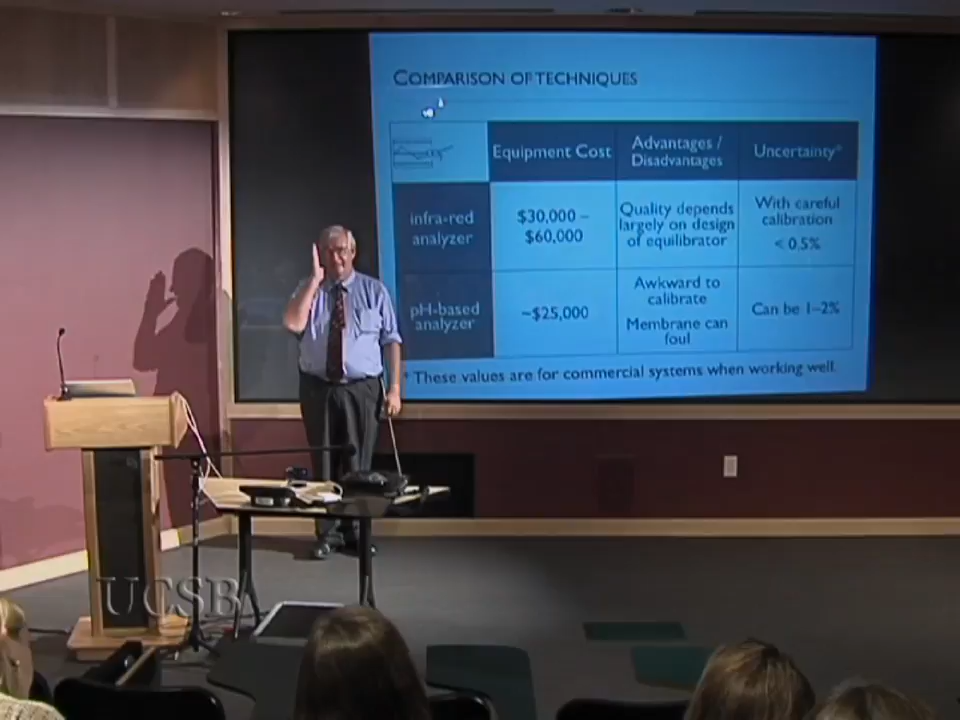 COMPARISON OF TECHNIQUES
Equipment Cost
Advantages /
Disadvantages
Uncertainty*
infra-red
analyzer
$30,000 –
$60,000
Quality depends
largely on design
of equilibrator
With careful
calibration
< 0.5%
pH-based
analyzer
~$25,000
Awkward to
calibrate
Membrane can
foul
Can be 1–2%
* These values are for commercial systems when working well.
UCSB